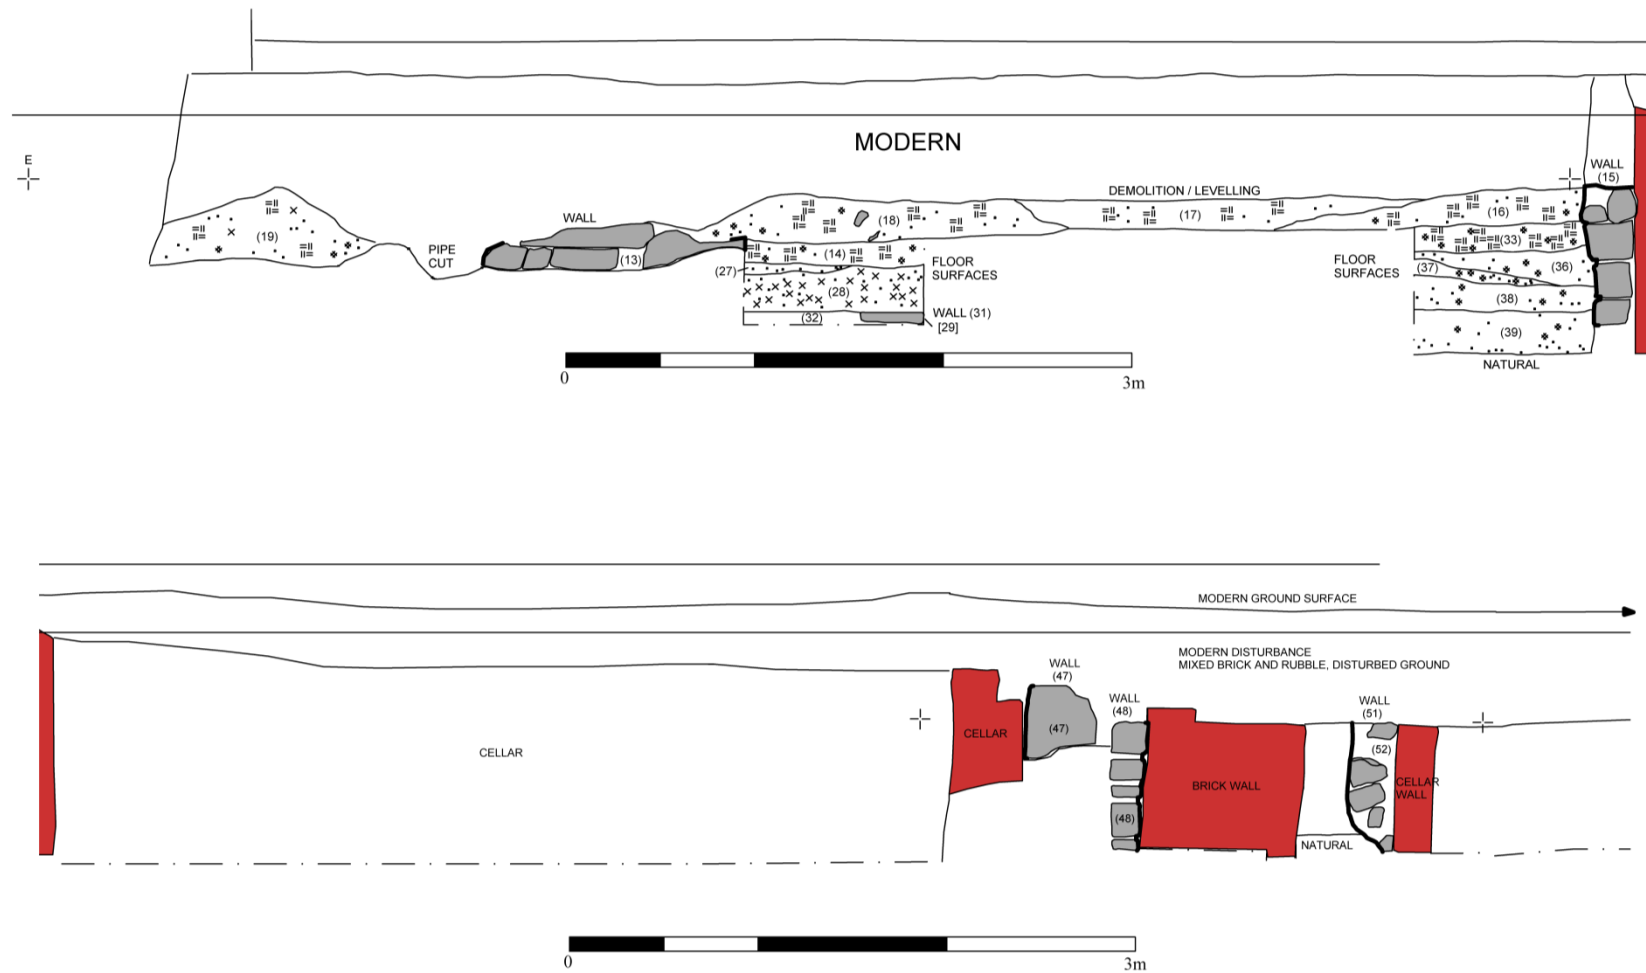 MODERN
E
WALL
(15)
DEMOLITION / LEVELLING
WALL
(18)
(17)
(16)
(19)
PIPE
CUT
(13)
(14)
(33)
(27)
FLOOR
SURFACES
FLOOR
SURFACES
(37)
(36)
(28)
(38)
(32)
WALL (31)
[29]
(39)
NATURAL
0
3m
MODERN GROUND SURFACE
MODERN DISTURBANCE
MIXED BRICK AND RUBBLE, DISTURBED GROUND
WALL
(47)
WALL
(48)
WALL
(51)
CELLAR
CELLAR
(47)
(52)
BRICK WALL
CELLAR
WALL
(48)
NATURAL
0
3m